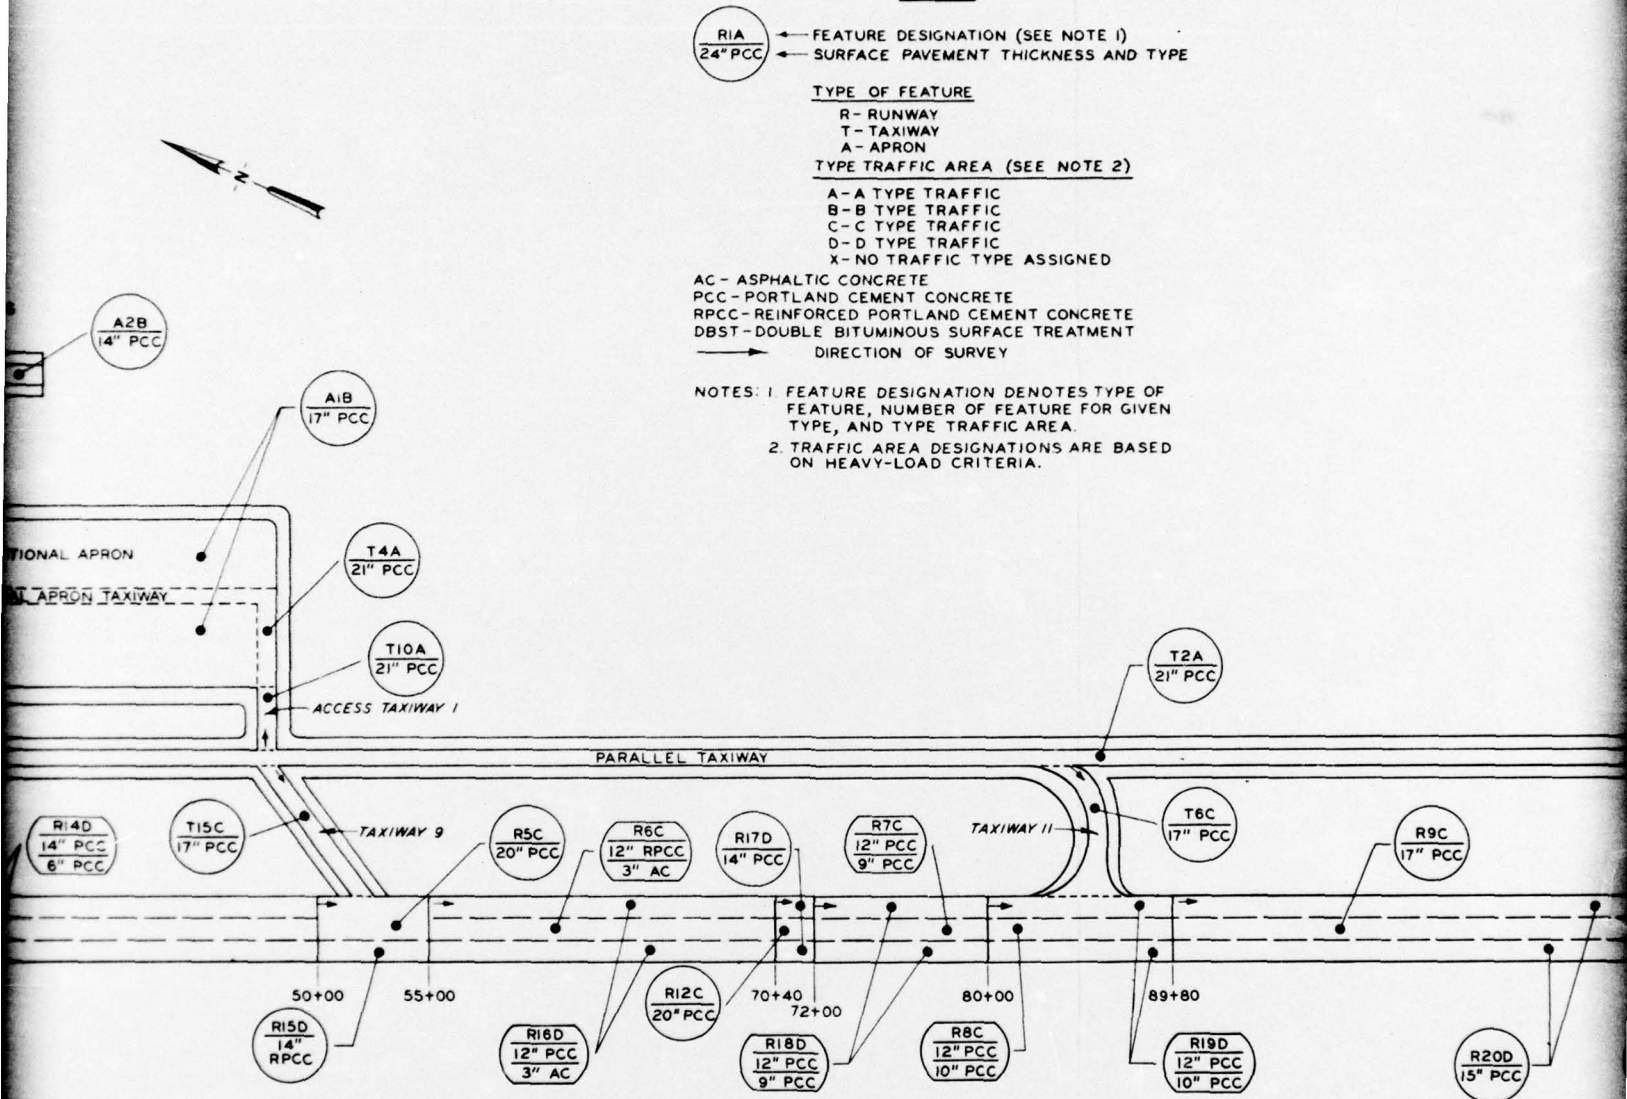 R1A
24" PCC
FEATURE DESIGNATION (SEE NOTE 1)
SURFACE PAVEMENT THICKNESS AND TYPE
TYPE OF FEATURE
R- RUNWAY
T- TAXIWAY
A- APRON
TYPE TRAFFIC AREA (SEE NOTE 2)
A-A TYPE TRAFFIC
B-B TYPE TRAFFIC
C-C TYPE TRAFFIC
D-D TYPE TRAFFIC
X-NO TRAFFIC TYPE ASSIGNED
AC- ASPHALTIC CONCRETE
PCC-PORTLAND CEMENT CONCRETE
RPCC-REINFORCED PORTLAND CEMENT CONCRETE
DBST-DOUBLE BITUMINOUS SURFACE TREATMENT
DIRECTION OF SURVEY
NOTES: 1. FEATURE DESIGNATION DENOTES TYPE OF
FEATURE, NUMBER OF FEATURE FOR GIVEN
TYPE, AND TYPE TRAFFIC AREA.
2. TRAFFIC AREA DESIGNATIONS ARE BASED
ON HEAVY-LOAD CRITERIA.
N
A2B
14" PCC
A1B
17" PCC
TIONAL APRON
APRON TAXIWAY
T4A
21" PCC
T10A
21" PCC
ACCESS TAXIWAY 1
T2A
21" PCC
PARALLEL TAXIWAY
R14D
14" PCC
6" PCC
T15C
17" PCC
TAXIWAY 9
R5C
20" PCC
R6C
12" RPCC
3" AC
R17D
14" PCC
R7C
12" PCC
9" PCC
TAXIWAY 11
T6C
17" PCC
R9C
17" PCC
50+00
55+00
70+40
72+00
80+00
89+80
R15D
14"
RPCC
R16D
12" PCC
3" AC
R12C
20" PCC
R18D
12" PCC
9" PCC
R8C
12" PCC
10" PCC
R19D
12" PCC
10" PCC
R20D
15" PCC